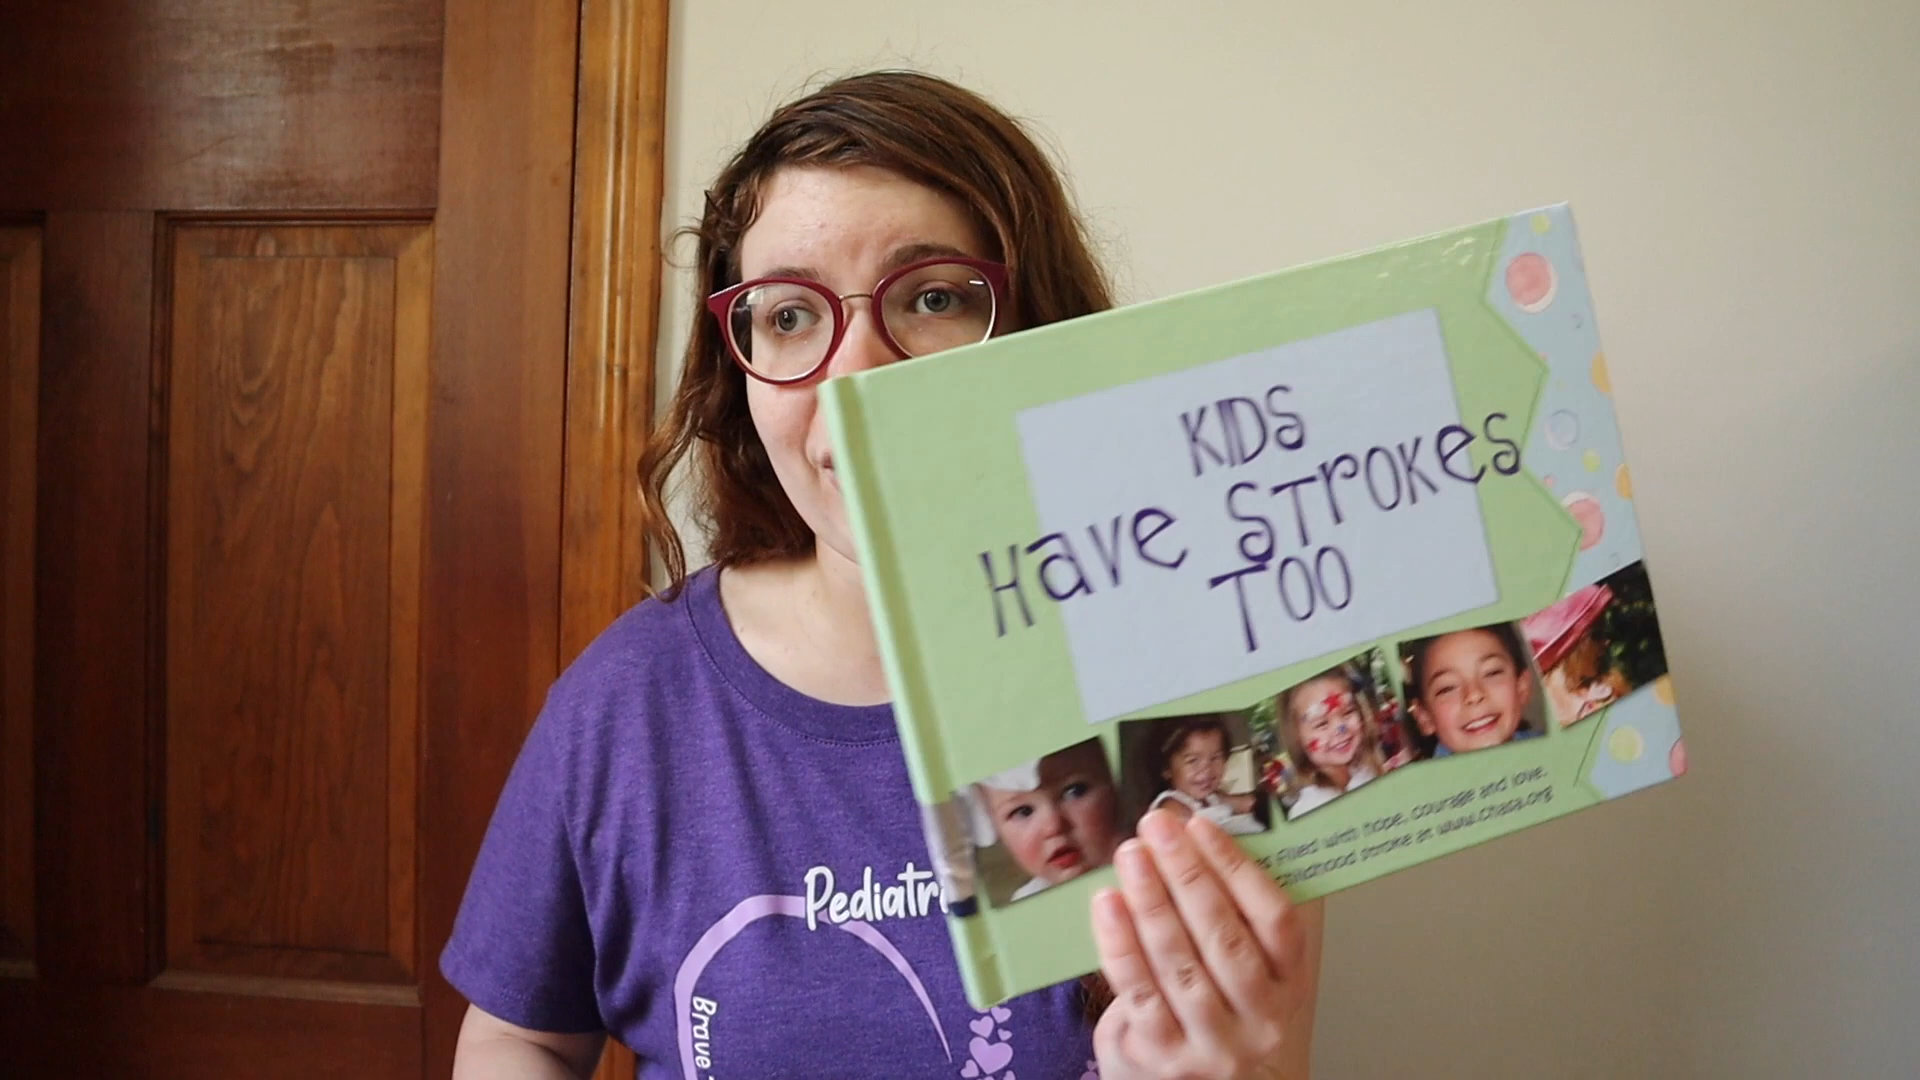 KIDS
Have STrOKes
TOO
filled with hope, courage and love.
childhood stroke at www.chasa.org
Pediatri
Brave